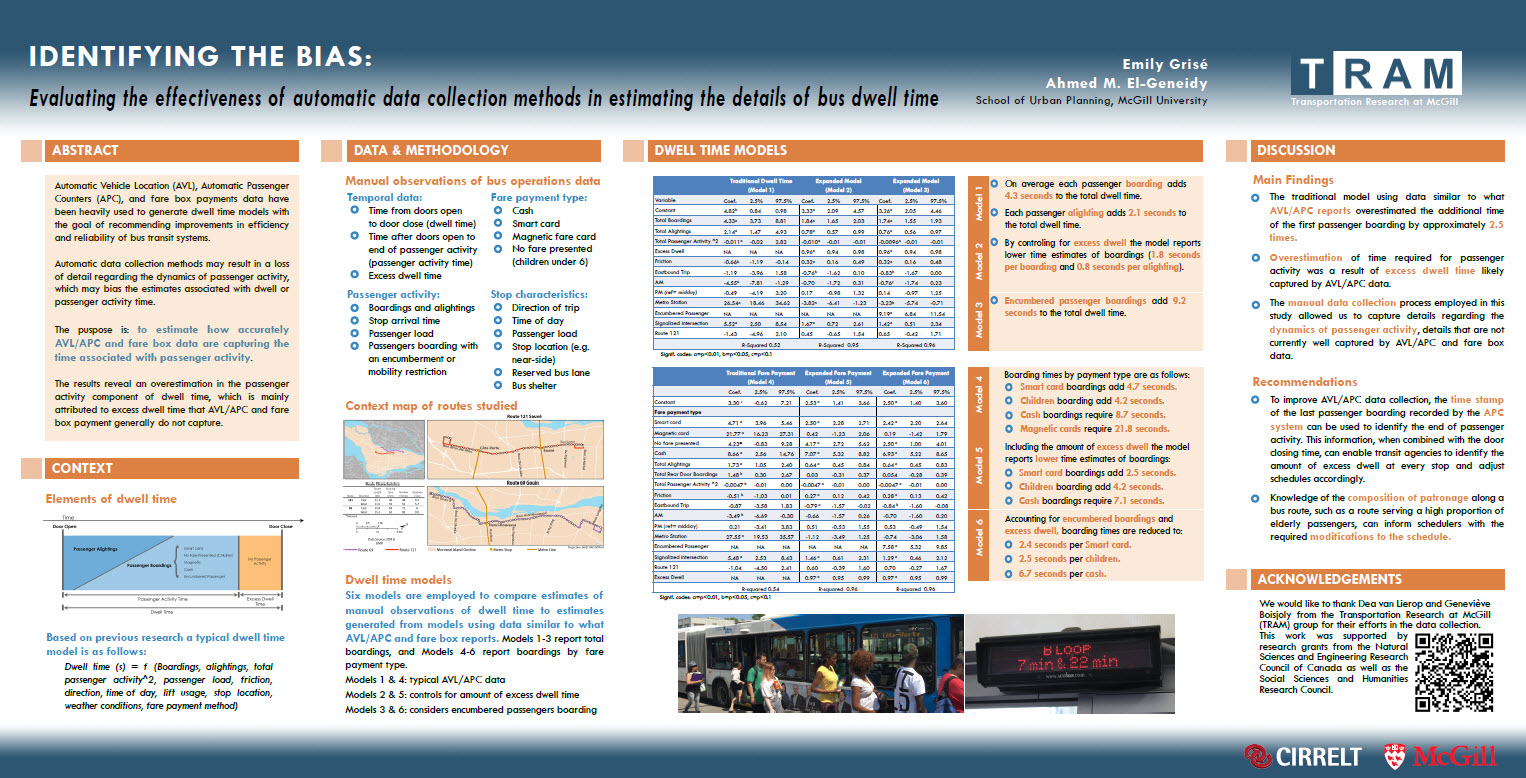 IDENTIFYING THE BIAS:
Evaluating the effectiveness of automatic data collection methods in estimating the details of bus dwell time
Emily Grisé
Ahmed M. El-Geneidy
School of Urban Planning, McGill University
TRAM
Transportation Research at McGill
ABSTRACT
Automatic Vehicle Location (AVL), Automatic Passenger
Counters (APC), and fare box payments data have
been heavily used to generate dwell time models with
the goal of recommending improvements in efficiency
and reliability of bus transit systems.
Automatic data collection methods may result in a loss
of detail regarding the dynamics of passenger activity,
which may bias the estimates associated with dwell or
passenger activity time.
The puspose is: to estimate how accurately
AVL/APC and fare box data are capturing the
time associated with passenger activity.
The results reveal an overestimation in the passenger
activity component of dwell time, which is mainly
attributed to excess dwell time that AVL/APC and fare
box payment generally do not capture.
CONTEXT
Elements of dwell time
Time
Door Open
Door Close
Passenger Alightings
Passenger Boardings
Smart card
No Fare Presented (Children)
Magnetic
Cash
Encumbered Passenger
No Passenger
Activity
Passenger Activity Time
Excess Dwell
Time
Dwell Time
Based on previous research a typical dwell time
model is as follows:
Dwell time (s) = f (Boardings, alightings, total
passenger activity^2, passenger load, friction,
direction, time of day, lift usage, stop location,
weather conditions, fare payment method)
DATA & METHODOLOGY
Manual observations of bus operations data
Temporal data:
Time from doors open
to door close (dwell time)
Time after doors open to
end of passenger activity
(passenger activity time)
Excess dwell time
Fare payment type:
Cash
Smart card
Magnetic fare card
No fare presented
(children under 6)
Passenger activity:
Boardings and alightings
Stop arrival time
Passenger load
Passengers boarding with
an encumberment or
mobility restriction
Stop characteristics:
Direction of trip
Time of day
Passenger load
Stop location (e.g.
near-side)
Reserved bus lane
Bus shelter
Context map of routes studied
Route 121 Sauvé
Route 69 Gouin
Route 69
Route 121
Montreal Island Outline
Metro Stop
Metro Line
Dwell time models
Six models are employed to compare estimates of
manual observations of dwell time to estimates
generated from models using data similar to what
AVL/APC and fare box reports. Models 1-3 report total
boardings, and Models 4-6 report boardings by fare
payment type.
Models 1 & 4: typical AVL/APC data
Models 2 & 5: controls for amount of excess dwell time
Models 3 & 6: considers encumbered passengers boarding
DWELL TIME MODELS
Traditional Dwell Time (Model 1) Expanded Model (Model 2) Expanded Model (Model 3)
Variable Coef. 2.5% 97.5% Coef. 2.5% 97.5% Coef. 2.5% 97.5%
Constant 4.82 0.84 0.98 3.33 2.09 4.57 3.26 2.05 4.46
Total Boardings 4.33 3.73 8.81 1.84 1.65 2.03 1.74 1.55 1.93
Total Alightings 2.14 1.47 4.93 0.78 0.57 0.99 0.76 0.56 0.97
Total Passenger Activity ^2 -0.011 -0.02 2.82 -0.010 -0.01 -0.01 -0.0096 -0.01 -0.01
Excess Dwell NA NA NA 0.96 0.94 0.98 0.96 0.94 0.98
Friction -0.66 -1.19 -0.14 0.32 0.16 0.49 0.32 0.16 0.48
Eastbound Trip -1.19 -3.96 1.58 -0.76 -1.62 0.10 -0.83 -1.67 0.00
AM -4.55 -7.81 -1.29 -0.70 -1.72 0.31 -0.76 -1.74 0.23
PM (ref= midday) -0.49 -4.19 3.20 0.17 -0.98 1.32 0.14 -0.97 1.25
Metro Station 26.54 18.46 34.62 -3.82 -6.41 -1.23 -3.23 -5.74 -0.71
Encumbered Passenger NA NA NA NA NA NA 9.19 6.84 11.54
Signalized Intersection 5.52 2.50 8.54 1.67 0.72 2.61 1.42 0.51 2.34
Route 121 -1.43 -4.96 2.10 0.45 -0.65 1.54 0.65 -0.42 1.71
R-Squared 0.52 R-Squared 0.95 R-Squared 0.96
Signif. codes: a=p<0.01, b=p<0.05, c=p<0.1
Traditional Fare Payment (Model 4) Expanded Fare Payment (Model 5) Expanded Fare Payment (Model 6)
Coef. 2.5% 97.5% Coef. 2.5% 97.5% Coef. 2.5% 97.5%
Constant 3.30 -0.62 7.21 2.53 1.41 3.66 2.50 1.40 3.60
Fare payment type
Smart card 4.71 3.96 5.46 2.50 2.28 2.71 2.42 2.20 2.64
Magnetic card 21.77 16.23 27.31 0.42 -1.23 2.06 0.19 -1.42 1.79
No fare presented 4.23 -0.83 9.28 4.17 2.72 5.62 2.50 1.00 4.01
Cash 8.66 2.56 14.76 7.07 5.32 8.82 6.93 5.22 8.65
Total Alightings 1.73 1.05 2.40 0.64 0.45 0.84 0.64 0.45 0.83
Total Rear Door Boardings 1.48 0.30 2.67 0.03 -0.31 0.37 0.054 -0.28 0.39
Total Passenger Activity ^2 -0.0047 -0.01 0.00 -0.0047 -0.01 0.00 -0.0047 -0.01 0.00
Friction -0.51 -1.03 0.01 0.27 0.12 0.42 0.28 0.13 0.42
Eastbound Trip -0.87 -3.58 1.83 -0.79 -1.57 -0.02 -0.84 -1.60 -0.08
AM -3.49 -6.69 -0.30 -0.66 -1.57 0.26 -0.70 -1.60 0.20
PM (ref= midday) 0.21 -3.41 3.83 0.51 -0.53 1.55 0.53 -0.49 1.54
Metro Station 27.55 19.53 35.57 -1.12 -3.49 1.25 -0.74 -3.06 1.58
Encumbered Passenger NA NA NA NA NA NA 7.58 5.32 9.85
Signalized Intersection 5.48 2.53 8.43 1.46 0.61 2.31 1.29 0.46 2.12
Route 121 -1.04 -4.50 2.41 0.60 -0.39 1.60 0.70 -0.27 1.67
Excess Dwell NA NA NA 0.97 0.95 0.99 0.97 0.95 0.99
R-squared 0.54 R-squared 0.96 R-squared 0.96
Signif. codes: a=p<0.01, b=p<0.05, c=p<0.1
Model 1
On average each passenger boarding adds
4.3 seconds to the total dwell time.
Each passenger alighting adds 2.1 seconds to
the total dwell time.
Model 2
By controling for excess dwell the model reports
lower time estimates of boardings (1.8 seconds
per boarding and 0.8 seconds per alighting).
Model 3
Encumbered passenger boardings add 9.2
seconds to the total dwell time.
Model 4
Boarding times by payment type are as follows:
Smart card boardings add 4.7 seconds.
Children boarding add 4.2 seconds.
Cash boardings require 8.7 seconds.
Magnetic cards require 21.8 seconds.
Model 5
Including the amount of excess dwell the model
reports lower time estimates of boardings:
Smart card boardings add 2.5 seconds.
Children boarding add 4.2 seconds.
Cash boardings require 7.1 seconds.
Model 6
Accounting for encumbered boardings and
excess dwell, boarding times are reduced to:
2.4 seconds per Smart card.
2.5 seconds per children.
6.7 seconds per cash.
B LOOP
7 min & 22 min
DISCUSSION
Main Findings
The traditional model using data similar to what
AVL/APC reports overestimated the additional time
of the first passenger boarding by approximately 2.5
times.
Overestimation of time required for passenger
activity was a result of excess dwell time likely
captured by AVL/APC data.
The manual data collection process employed in this
study allowed us to capture details regarding the
dynamics of passenger activity, details that are not
currently well captured by AVL/APC and fare box
data.
Recommendations
To improve AVL/APC data collection, the time stamp
of the last passenger boarding recorded by the APC
system can be used to identify the end of passenger
activity. This information, when combined with the door
closing time, can enable transit agencies to identify the
amount of excess dwell at every stop and adjust
schedules accordingly.
Knowledge of the composition of patronage along a
bus route, such as a route serving a high proportion of
elderly passengers, can inform schedulers with the
required modifications to the schedule.
ACKNOWLEDGEMENTS
We would like to thank Dea van Lierop and Geneviève
Boisjoly from the Transportation Research at McGill
(TRAM) group for their efforts in the data collection.
This work was supported by
research grants from the Natural
Sciences and Engineering Research
Council of Canada as well as the
Social Sciences and Humanities
Research Council.
CIRRELT
McGill